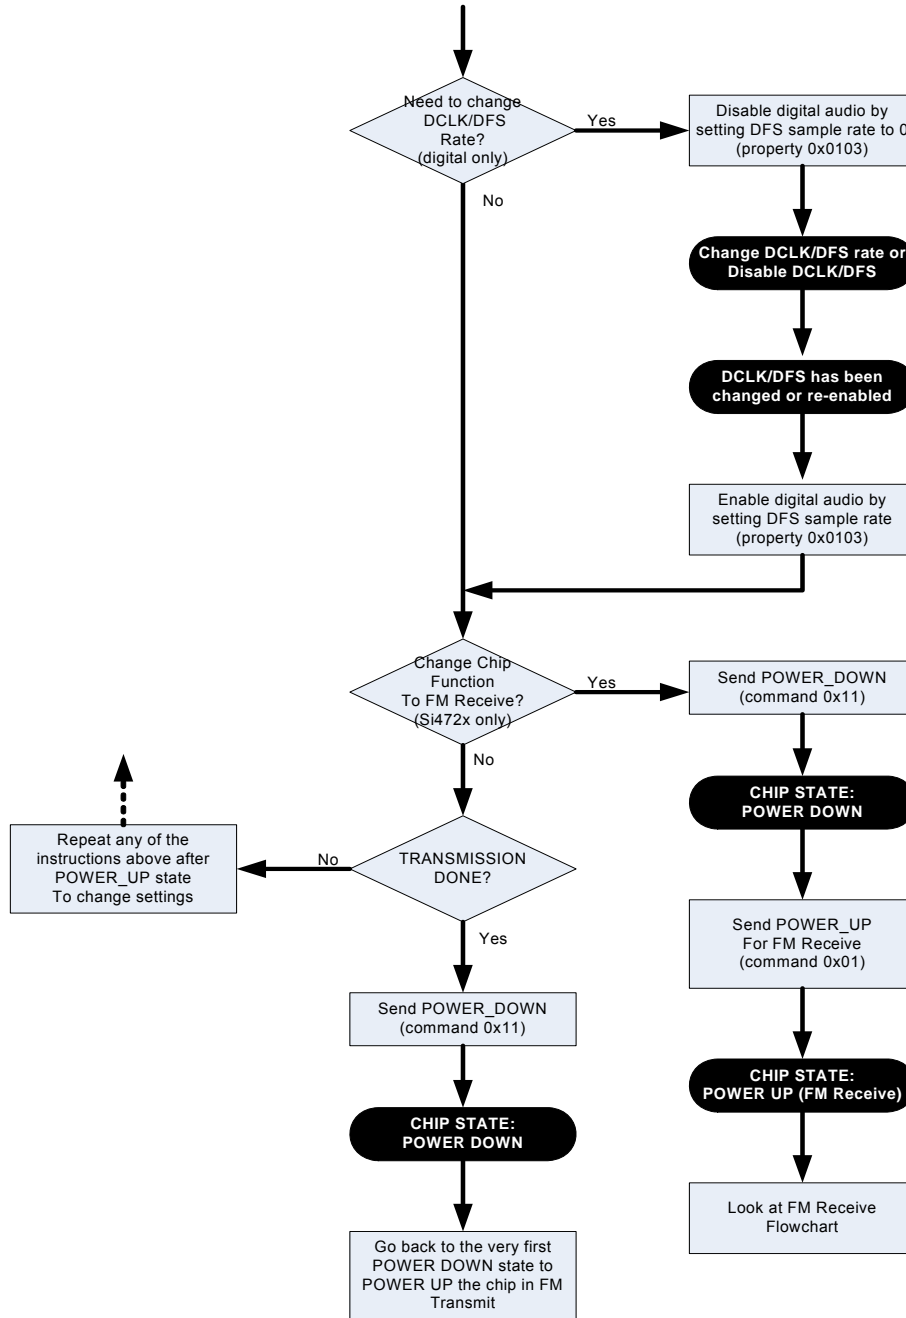 Need to change
DCLK/DFS
Rate?
(digital only)
Yes
No
Disable digital audio by
setting DFS sample rate to 0
(property 0x0103)
Change DCLK/DFS rate or
Disable DCLK/DFS
DCLK/DFS has been
changed or re-enabled
Enable digital audio by
setting DFS sample rate
(property 0x0103)
Change Chip
Function
To FM Receive?
(Si472x only)
Yes
No
Send POWER_DOWN
(command 0x11)
CHIP STATE:
POWER DOWN
Send POWER_UP
For FM Receive
(command 0x01)
CHIP STATE:
POWER UP (FM Receive)
Look at FM Receive
Flowchart
TRANSMISSION
DONE?
No
Yes
Repeat any of the
instructions above after
POWER_UP state
To change settings
Send POWER_DOWN
(command 0x11)
CHIP STATE:
POWER DOWN
Go back to the very first
POWER DOWN state to
POWER UP the chip in FM
Transmit